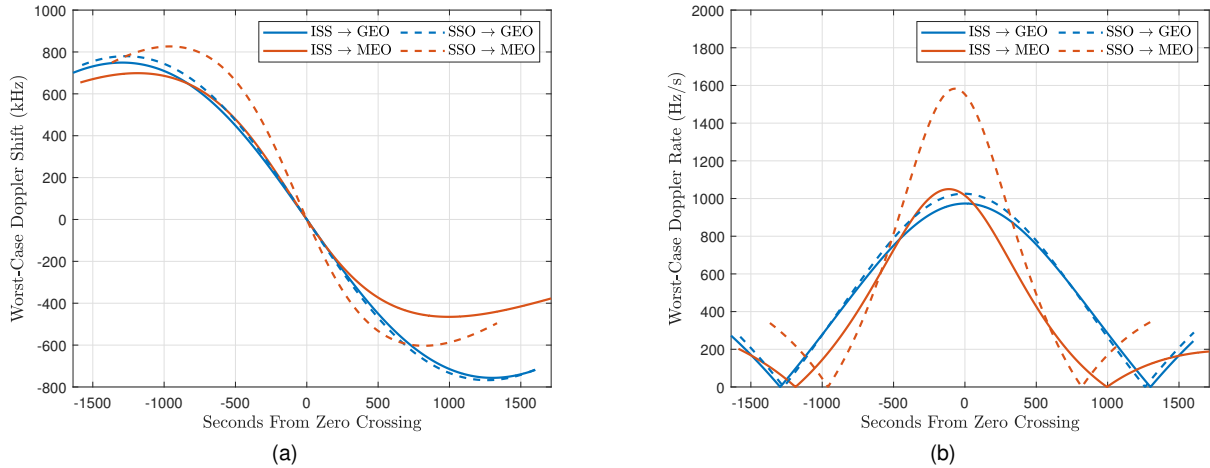 ISS → GEO SSO → GEO
ISS → MEO SSO → MEO
800
600
400
200
0
-200
-400
-600
-800
-1500 -1000 -500 0 500 1000 1500
Seconds From Zero Crossing
Worst-Case Doppler Shift (kHz)
(a)
ISS → GEO SSO → GEO
ISS → MEO SSO → MEO
2000
1800
1600
1400
1200
1000
800
600
400
200
0
-1500 -1000 -500 0 500 1000 1500
Seconds From Zero Crossing
Worst-Case Doppler Rate (Hz/s)
(b)